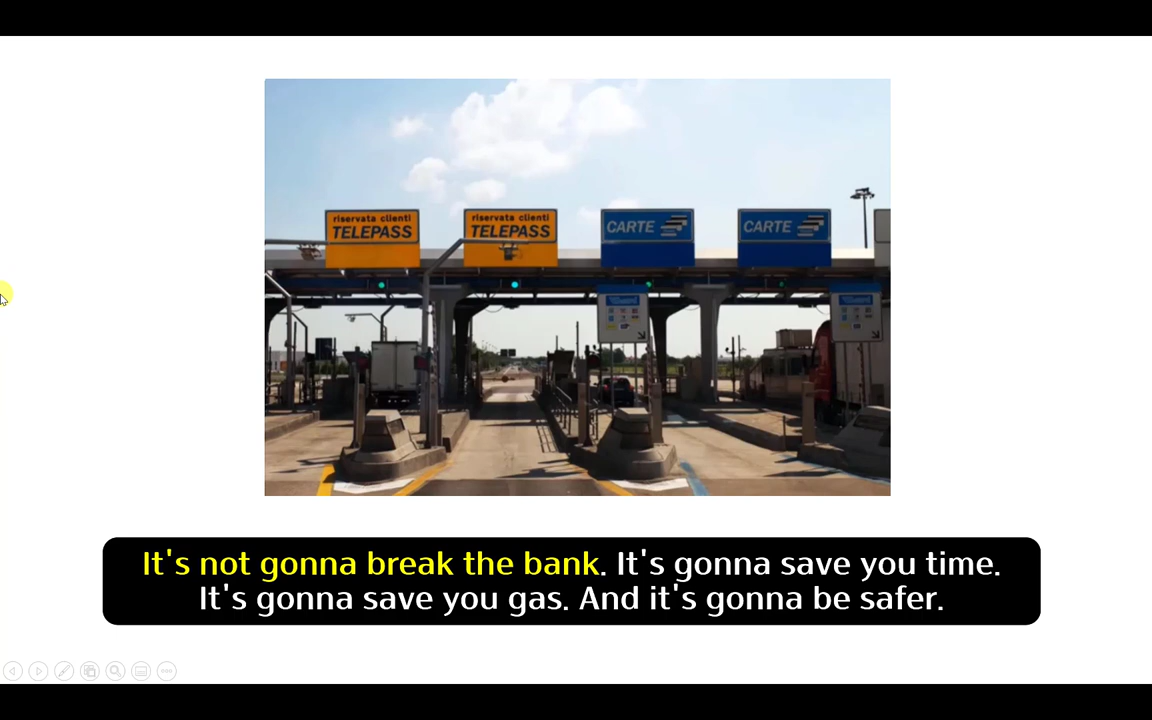 riservata clienti
TELEPASS
riservata clienti
TELEPASS
CARTE
CARTE
It's not gonna break the bank. It's gonna save you time.
It's gonna save you gas. And it's gonna be safer.